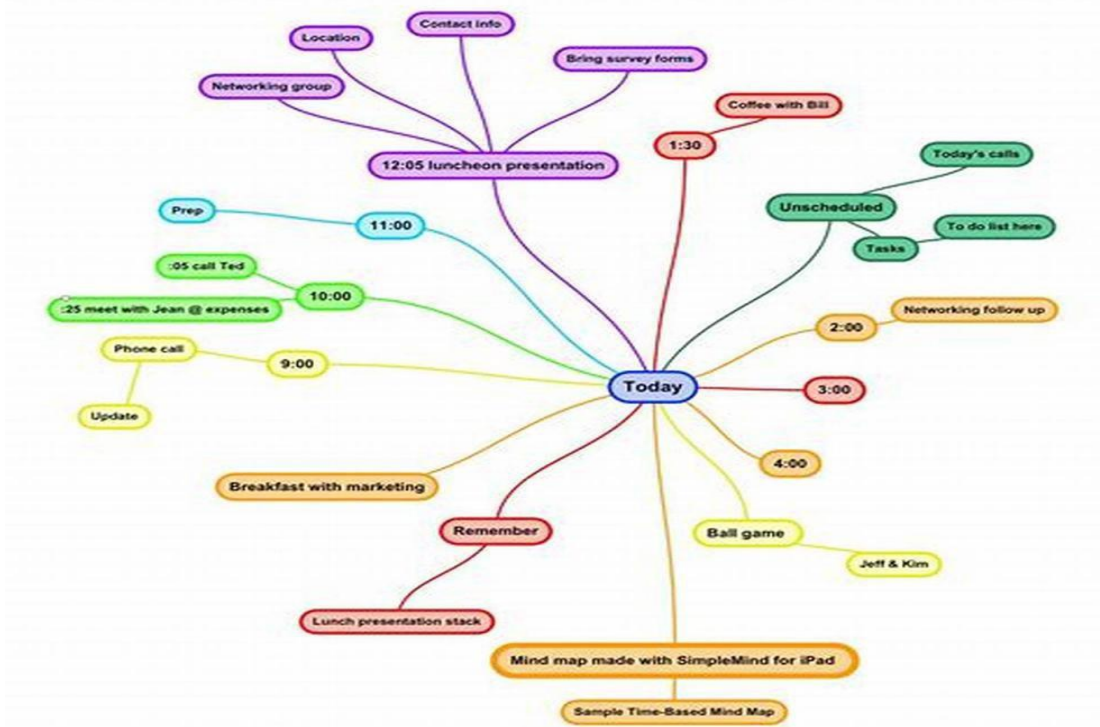 Contact info
Location
Bring survey forms
Networking group
12:05 luncheon presentation
Coffee with Bill
1:30
Today's calls
Unscheduled
To do list here
Tasks
Prep
11:00
:05 call Ted
10:00
:25 meet with Jean @ expenses
Networking follow up
2:00
Phone call
9:00
Update
Today
3:00
4:00
Breakfast with marketing
Remember
Lunch presentation stack
Ball game
Jeff & Kim
Mind map made with SimpleMind for iPad
Sample Time-Based Mind Map